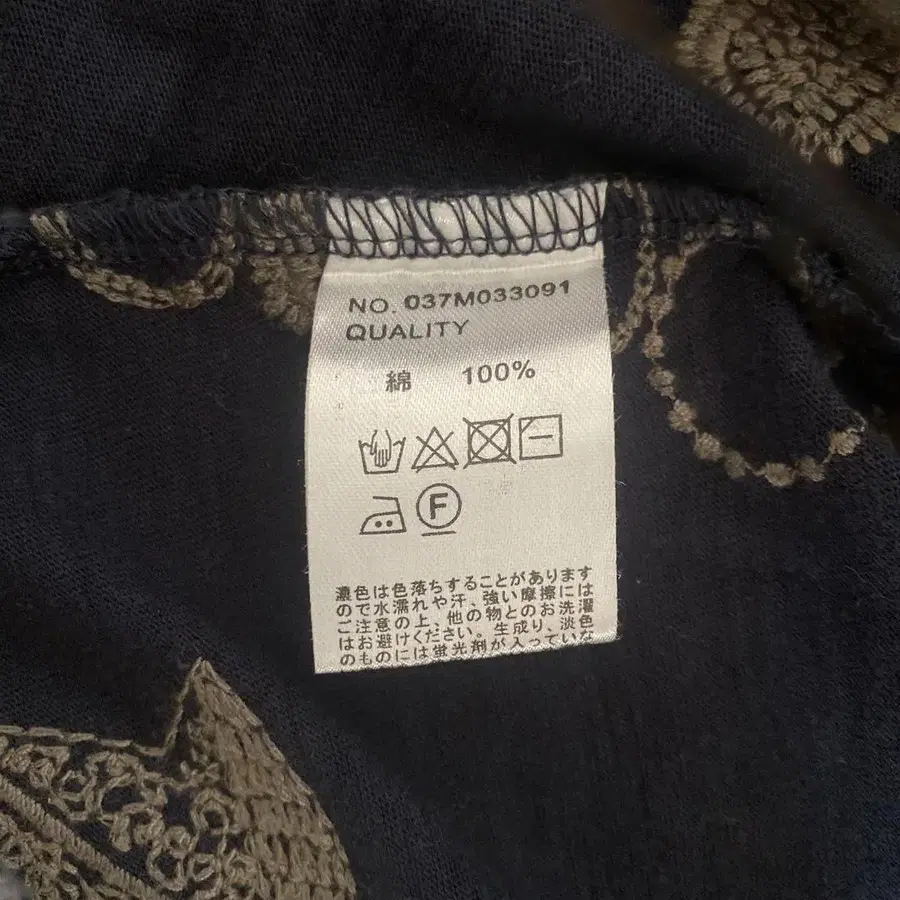 NO. 037M033091
QUALITY
綿 100%
F
濃色は色落ちすることがあります
ので水濡れや汗、強い摩擦には
ご注意の上、他の物とのお洗濯
はお避けください。生成り、淡色
のものには蛍光剤が入っていな